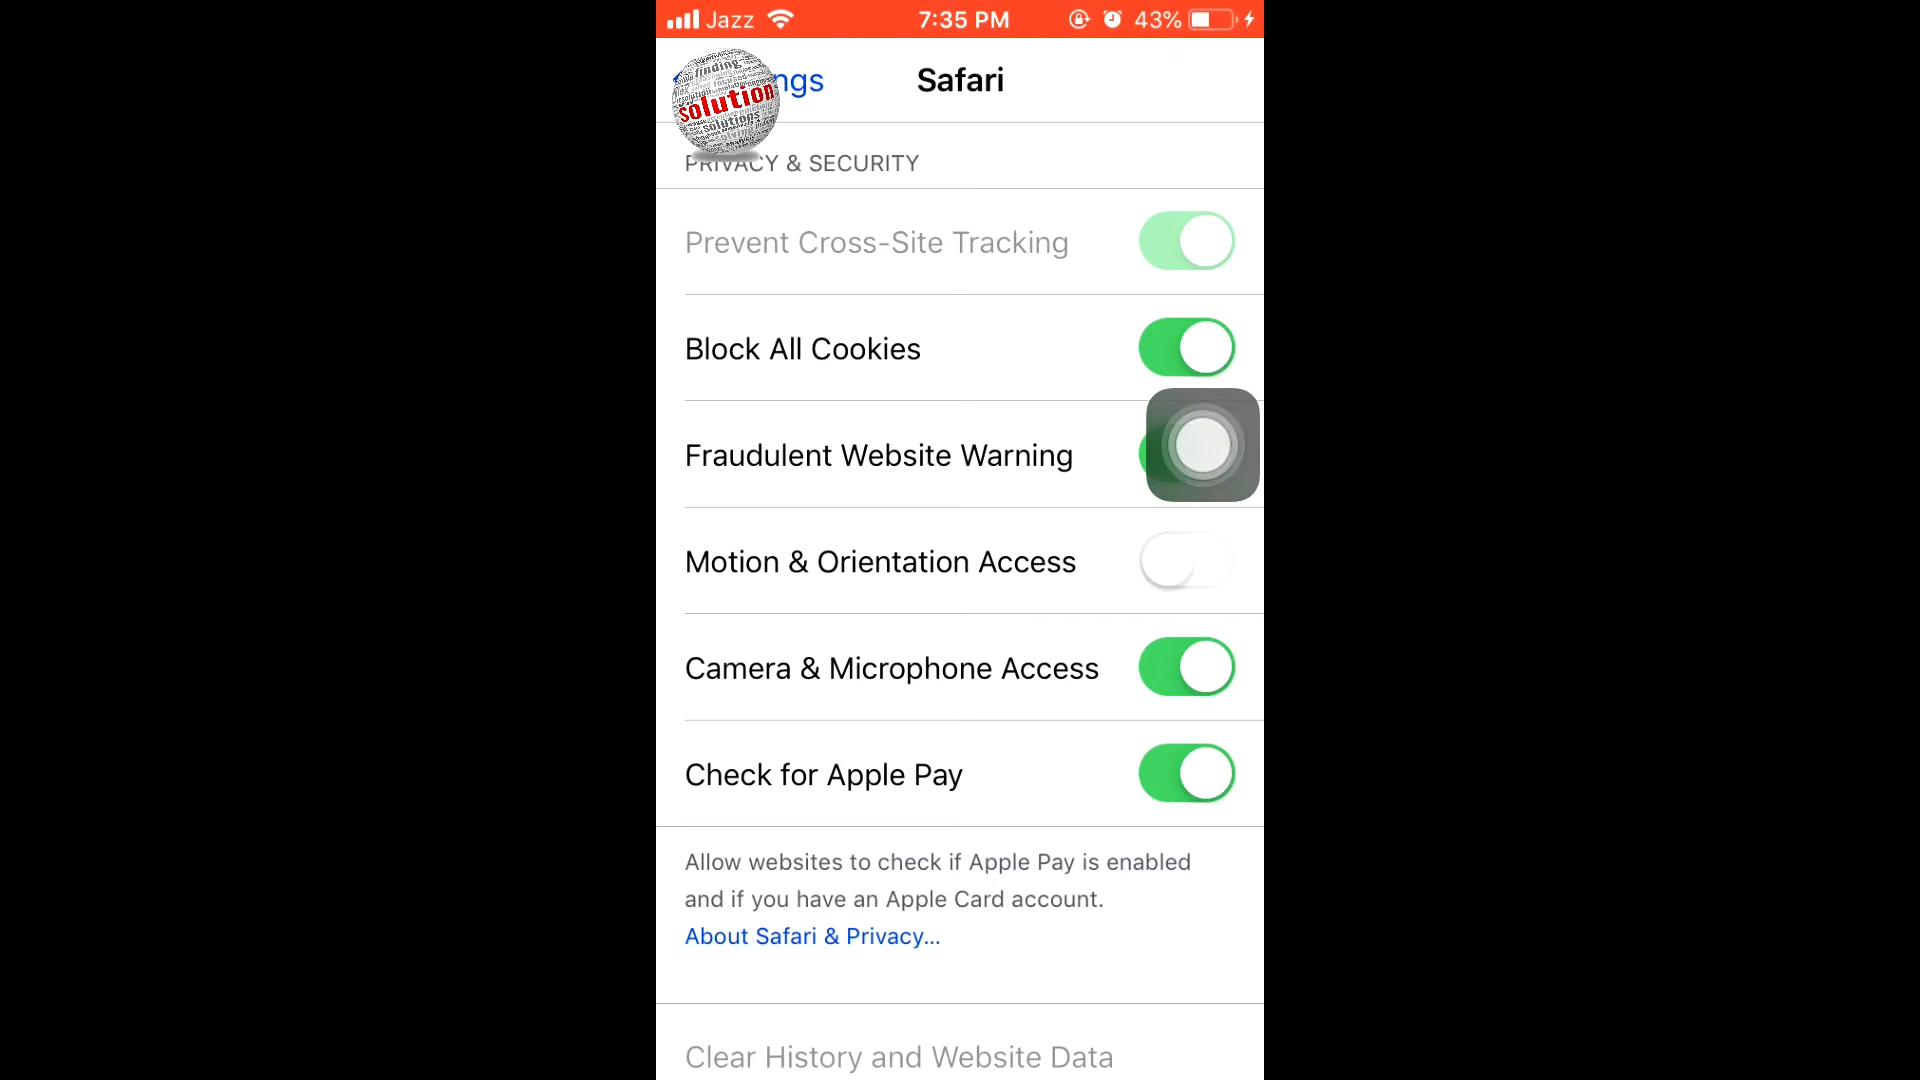 Jazz 7:35 PM 43%
ngs Safari
finding
solution
solutions
PRIVACY & SECURITY
Prevent Cross-Site Tracking
Block All Cookies
Fraudulent Website Warning
Motion & Orientation Access
Camera & Microphone Access
Check for Apple Pay
Allow websites to check if Apple Pay is enabled
and if you have an Apple Card account.
About Safari & Privacy...
Clear History and Website Data